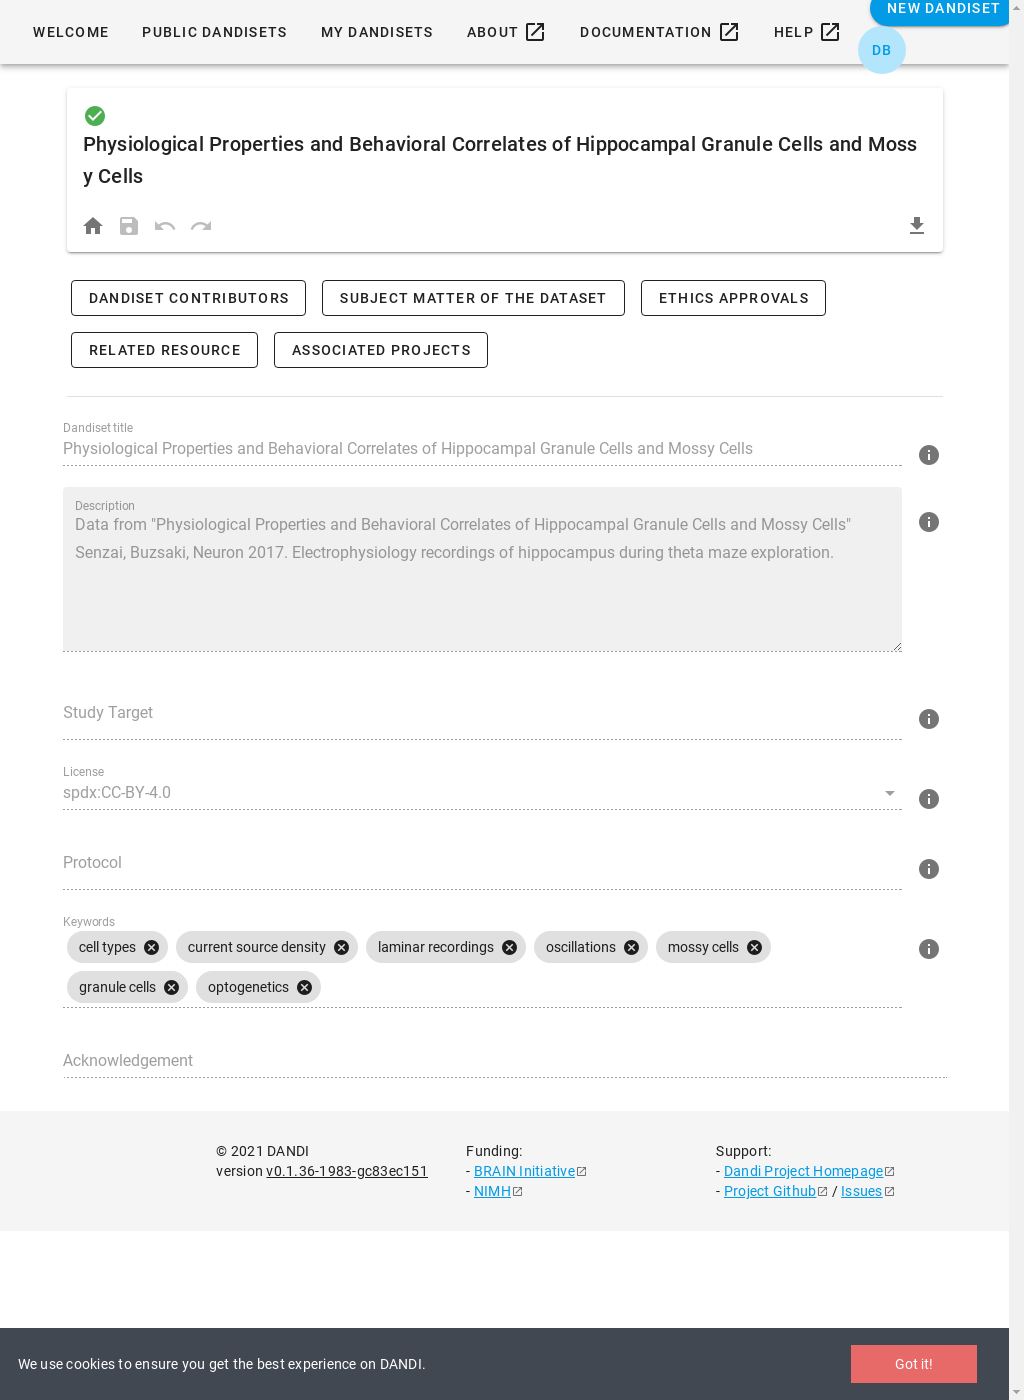 WELCOME PUBLIC DANDISETS MY DANDISETS ABOUT DOCUMENTATION HELP NEW DANDISET
DB
Physiological Properties and Behavioral Correlates of Hippocampal Granule Cells and Moss
y Cells
DANDISET CONTRIBUTORS SUBJECT MATTER OF THE DATASET ETHICS APPROVALS
RELATED RESOURCE ASSOCIATED PROJECTS
Dandiset title
Physiological Properties and Behavioral Correlates of Hippocampal Granule Cells and Mossy Cells
Description
Data from "Physiological Properties and Behavioral Correlates of Hippocampal Granule Cells and Mossy Cells"
Senzai, Buzsaki, Neuron 2017. Electrophysiology recordings of hippocampus during theta maze exploration.
Study Target
License
spdx:CC-BY-4.0
Protocol
Keywords
cell types current source density laminar recordings oscillations mossy cells
granule cells optogenetics
Acknowledgement
© 2021 DANDI
version v0.1.36-1983-gc83ec151
Funding:
- BRAIN Initiative
- NIMH
Support:
- Dandi Project Homepage
- Project Github / Issues
We use cookies to ensure you get the best experience on DANDI.
Got it!